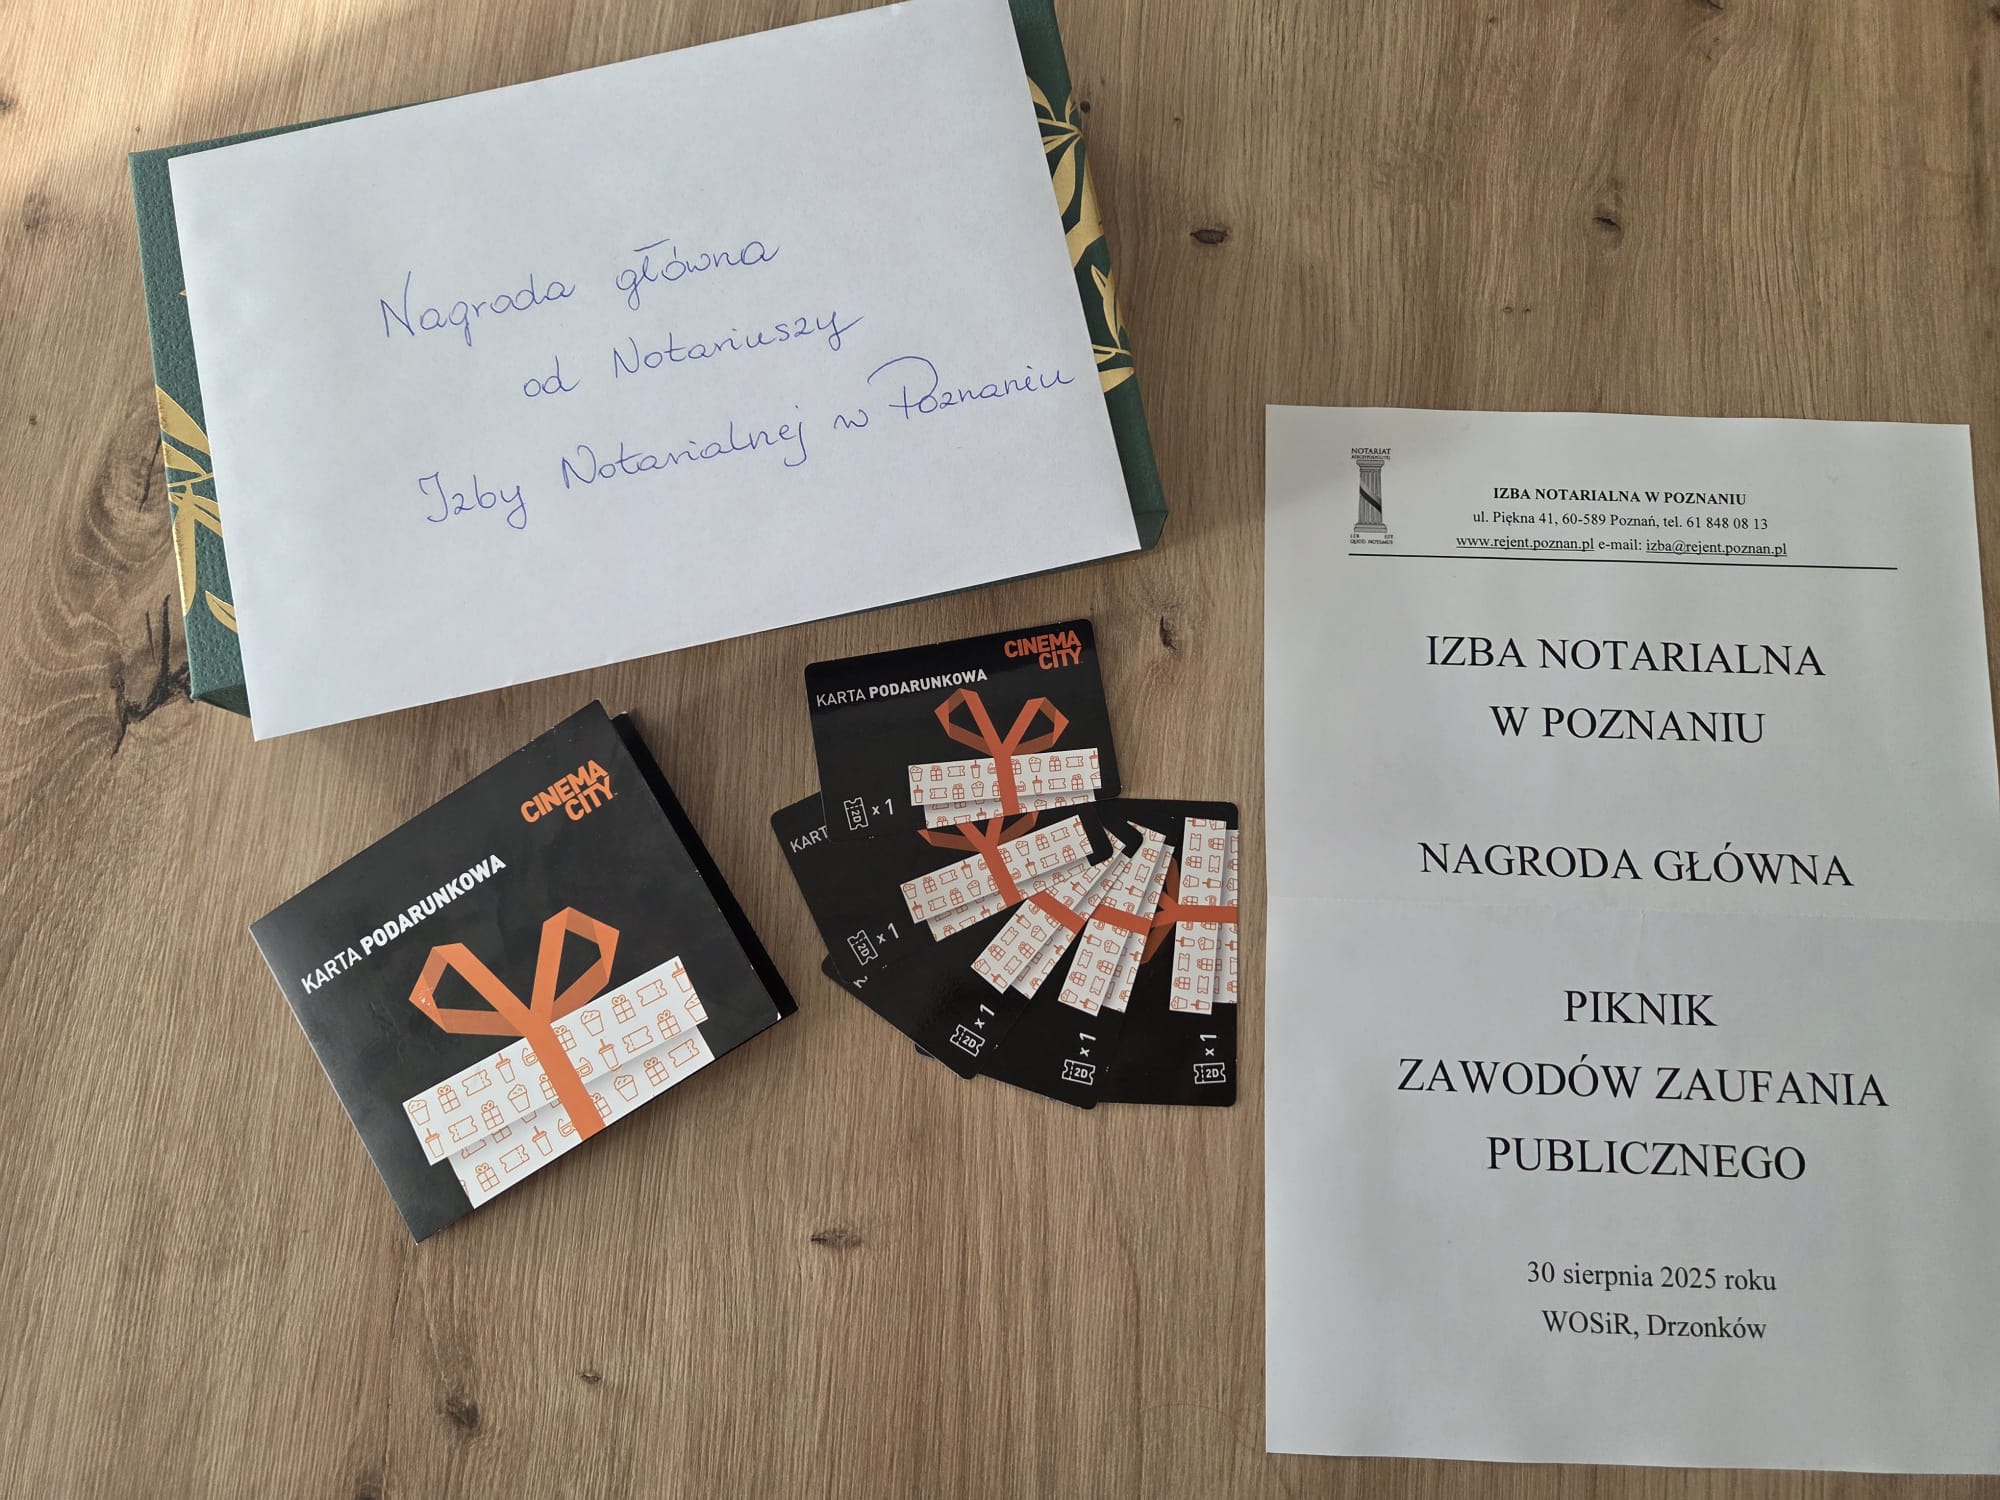 Nagroda główna
od Notariuszy
Izby Notarialnej w Poznaniu
CINEMA
CITY
KARTA PODARUNKOWA
CINEMA
CITY
KARTA PODARUNKOWA
2D x 1
KART
2D x 1
2D x 1
2D x 1
2D x 1
NOTARIAT
RZECZYPOSPOLITEJ
IZBA NOTARIALNA W POZNANIU
ul. Piękna 41, 60-589 Poznań, tel. 61 848 08 13
www.rejent.poznan.pl e-mail: izba@rejent.poznan.pl
IZBA NOTARIALNA
W POZNANIU
NAGRODA GŁÓWNA
PIKNIK
ZAWODÓW ZAUFANIA
PUBLICZNEGO
30 sierpnia 2025 roku
WOSiR, Drzonków